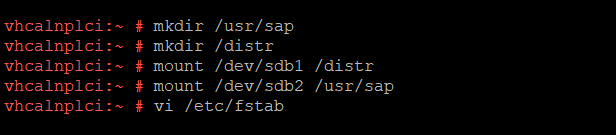 vhcalnplci:~ # mkdir /usr/sap
vhcalnplci:~ # mkdir /distr
vhcalnplci:~ # mount /dev/sdb1 /distr
vhcalnplci:~ # mount /dev/sdb2 /usr/sap
vhcalnplci:~ # vi /etc/fstab